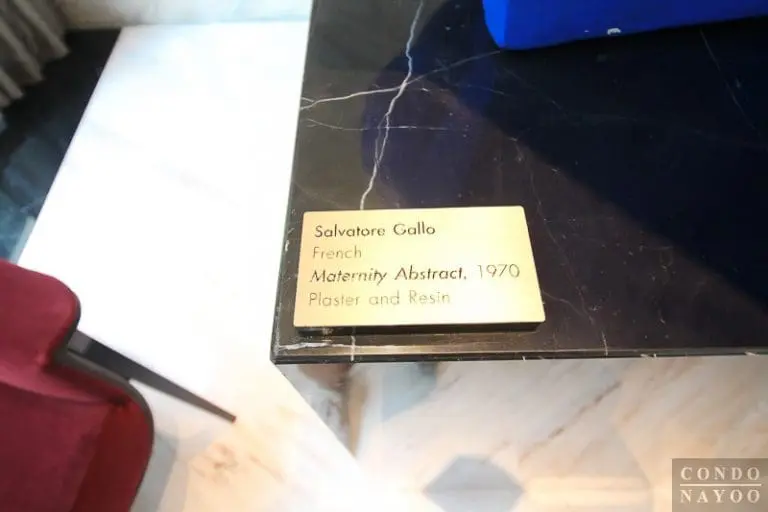 Salvatore Gallo
French
Maternity Abstract, 1970
Plaster and Resin
CONDO
NAYOO